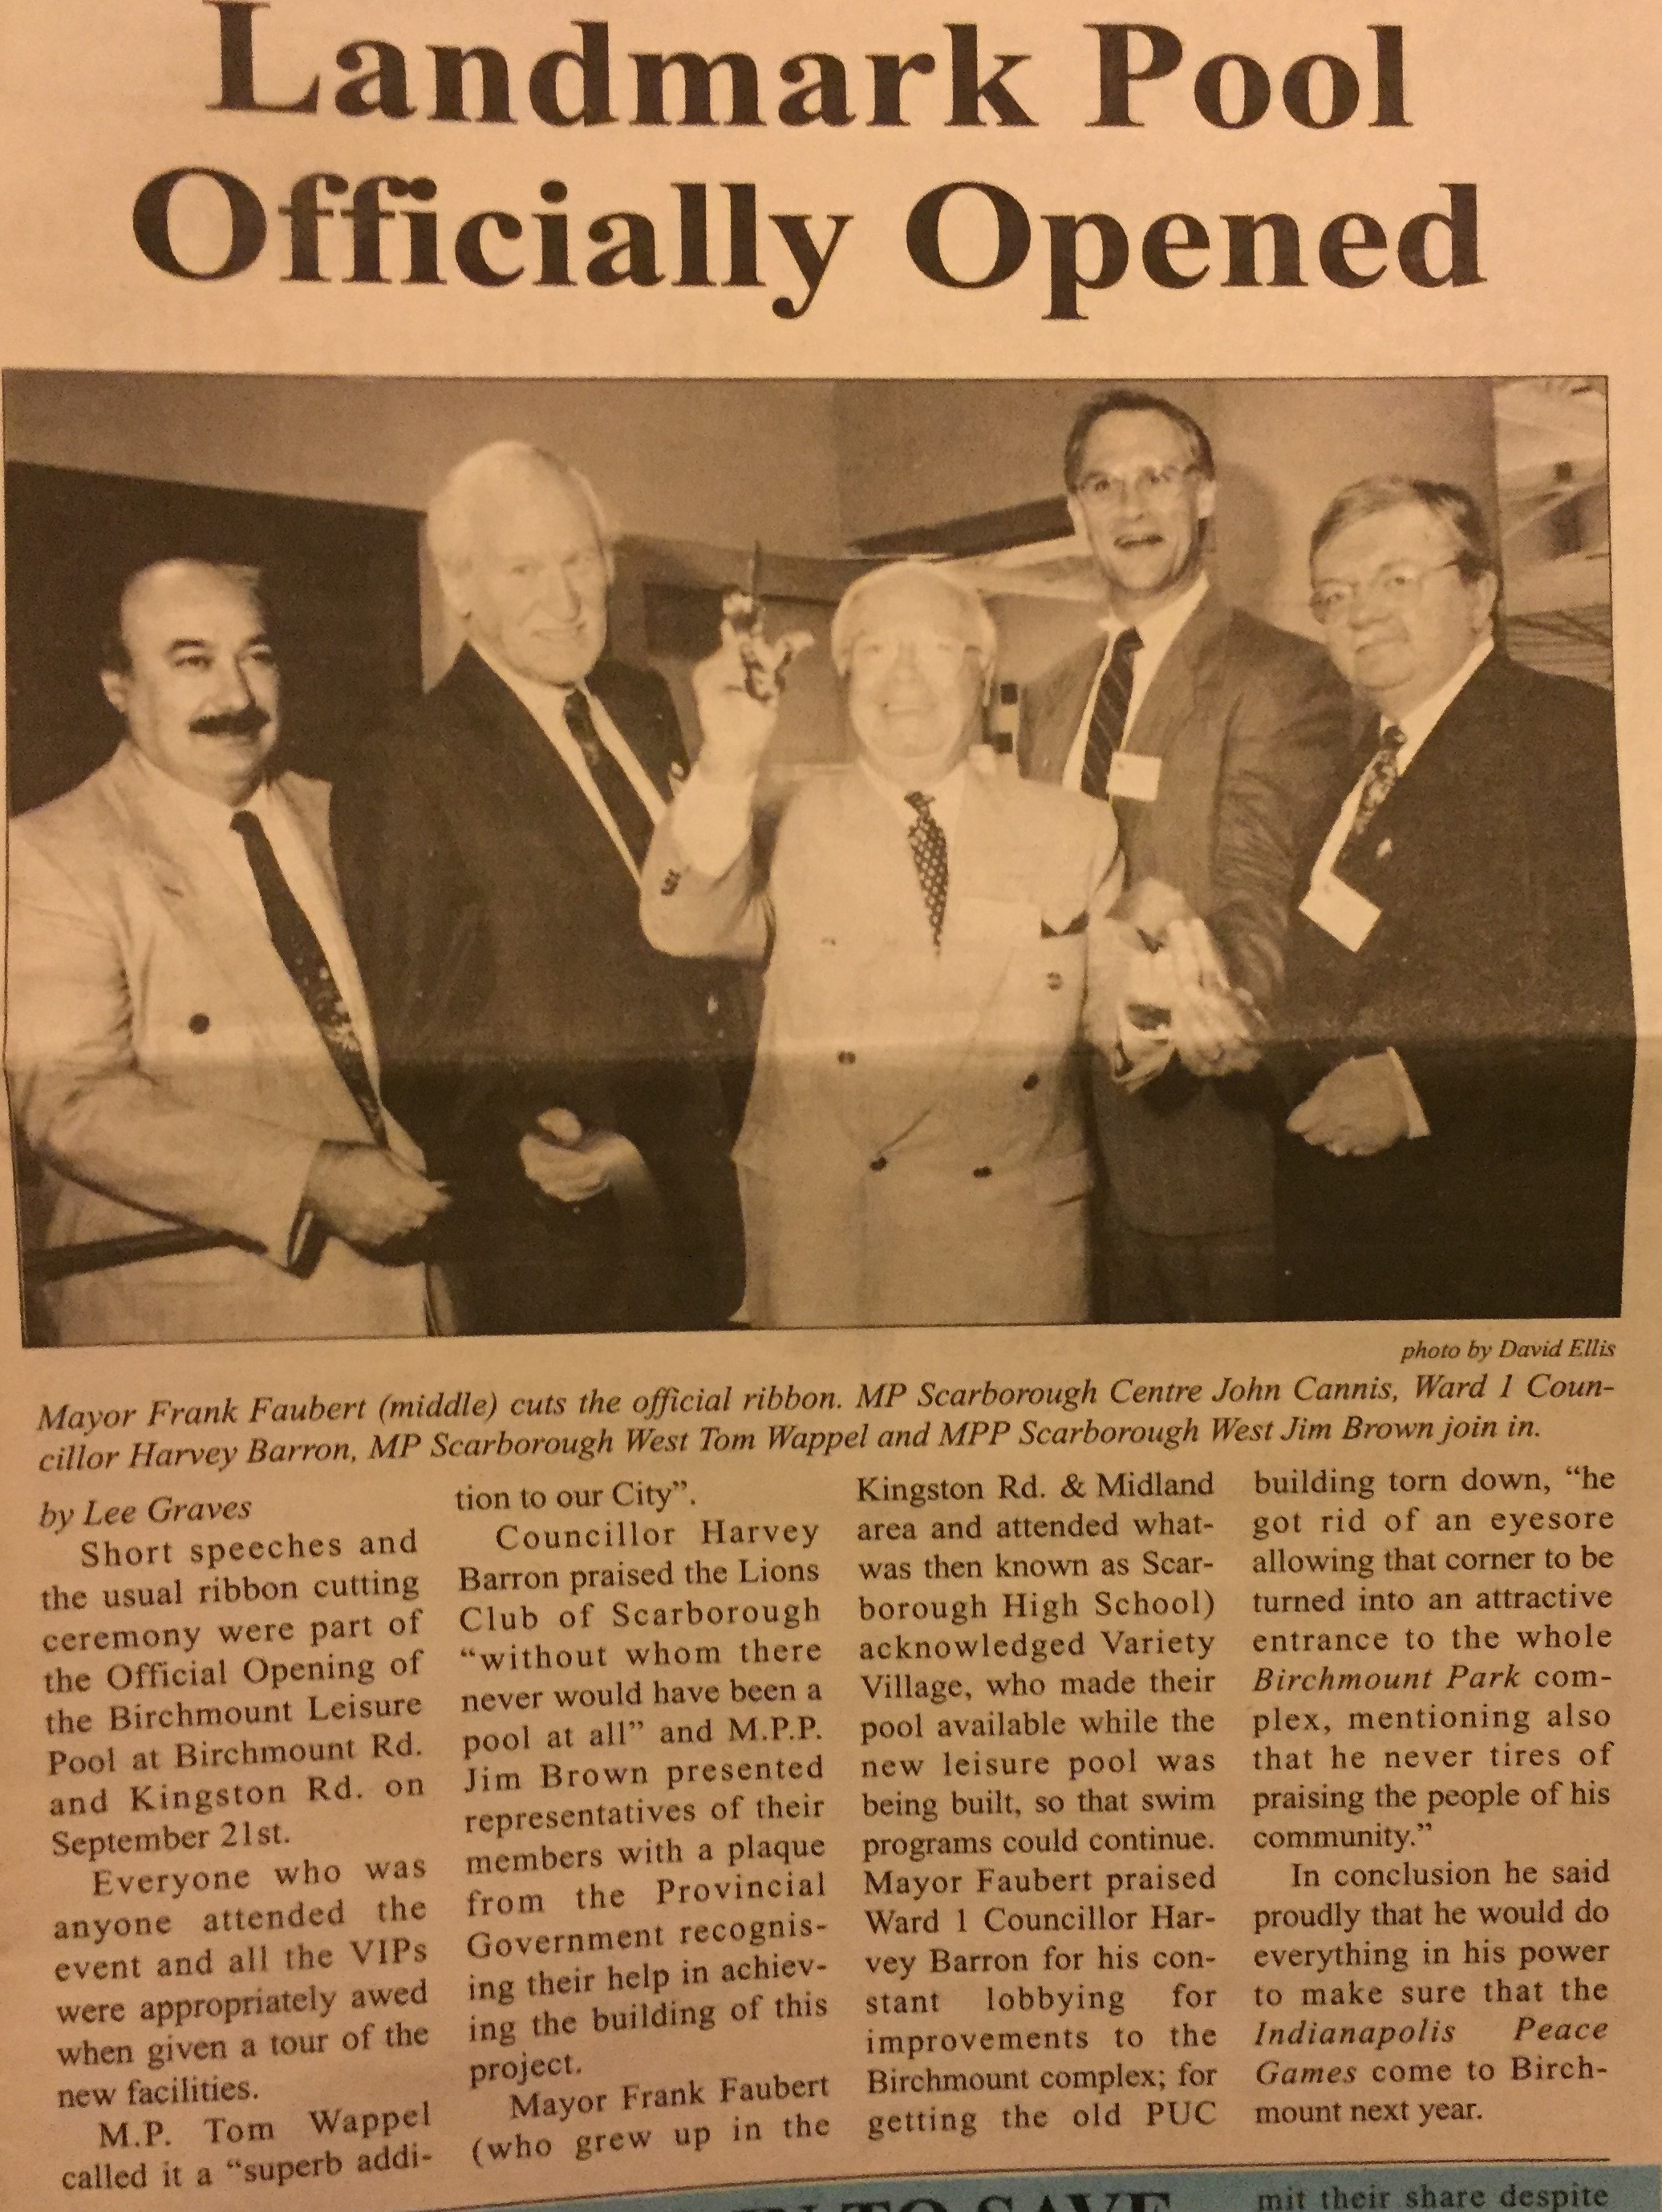 Landmark Pool
Officially Opened
photo by David Ellis
Mayor Frank Faubert (middle) cuts the official ribbon. MP Scarborough Centre John Cannis, Ward 1 Coun-
cillor Harvey Barron, MP Scarborough West Tom Wappel and MPP Scarborough West Jim Brown join in.
by Lee Graves
Short speeches and
the usual ribbon cutting
ceremony were part of
the Official Opening of
the Birchmount Leisure
Pool at Birchmount Rd.
and Kingston Rd. on
September 21st.
Everyone who was
anyone attended the
event and all the VIPs
were appropriately awed
when given a tour of the
new facilities.
M.P. Tom Wappel
called it a “superb addi-
tion to our City”.
Councillor Harvey
Barron praised the Lions
Club of Scarborough
“without whom there
never would have been a
pool at all” and M.P.P.
Jim Brown presented
representatives of their
members with a plaque
from the Provincial
Government recognis-
ing their help in achiev-
ing the building of this
project.
Mayor Frank Faubert
(who grew up in the
Kingston Rd. & Midland
area and attended what-
was then known as Scar-
borough High School)
acknowledged Variety
Village, who made their
pool available while the
new leisure pool was
being built, so that swim
programs could continue.
Mayor Faubert praised
Ward 1 Councillor Har-
vey Barron for his con-
stant lobbying for
improvements to the
Birchmount complex; for
getting the old PUC
building torn down, “he
got rid of an eyesore
allowing that corner to be
turned into an attractive
entrance to the whole
Birchmount Park com-
plex, mentioning also
that he never tires of
praising the people of his
community.”
In conclusion he said
proudly that he would do
everything in his power
to make sure that the
Indianapolis Peace
Games come to Birch-
mount next year.
TO SAVE
mit their share despite